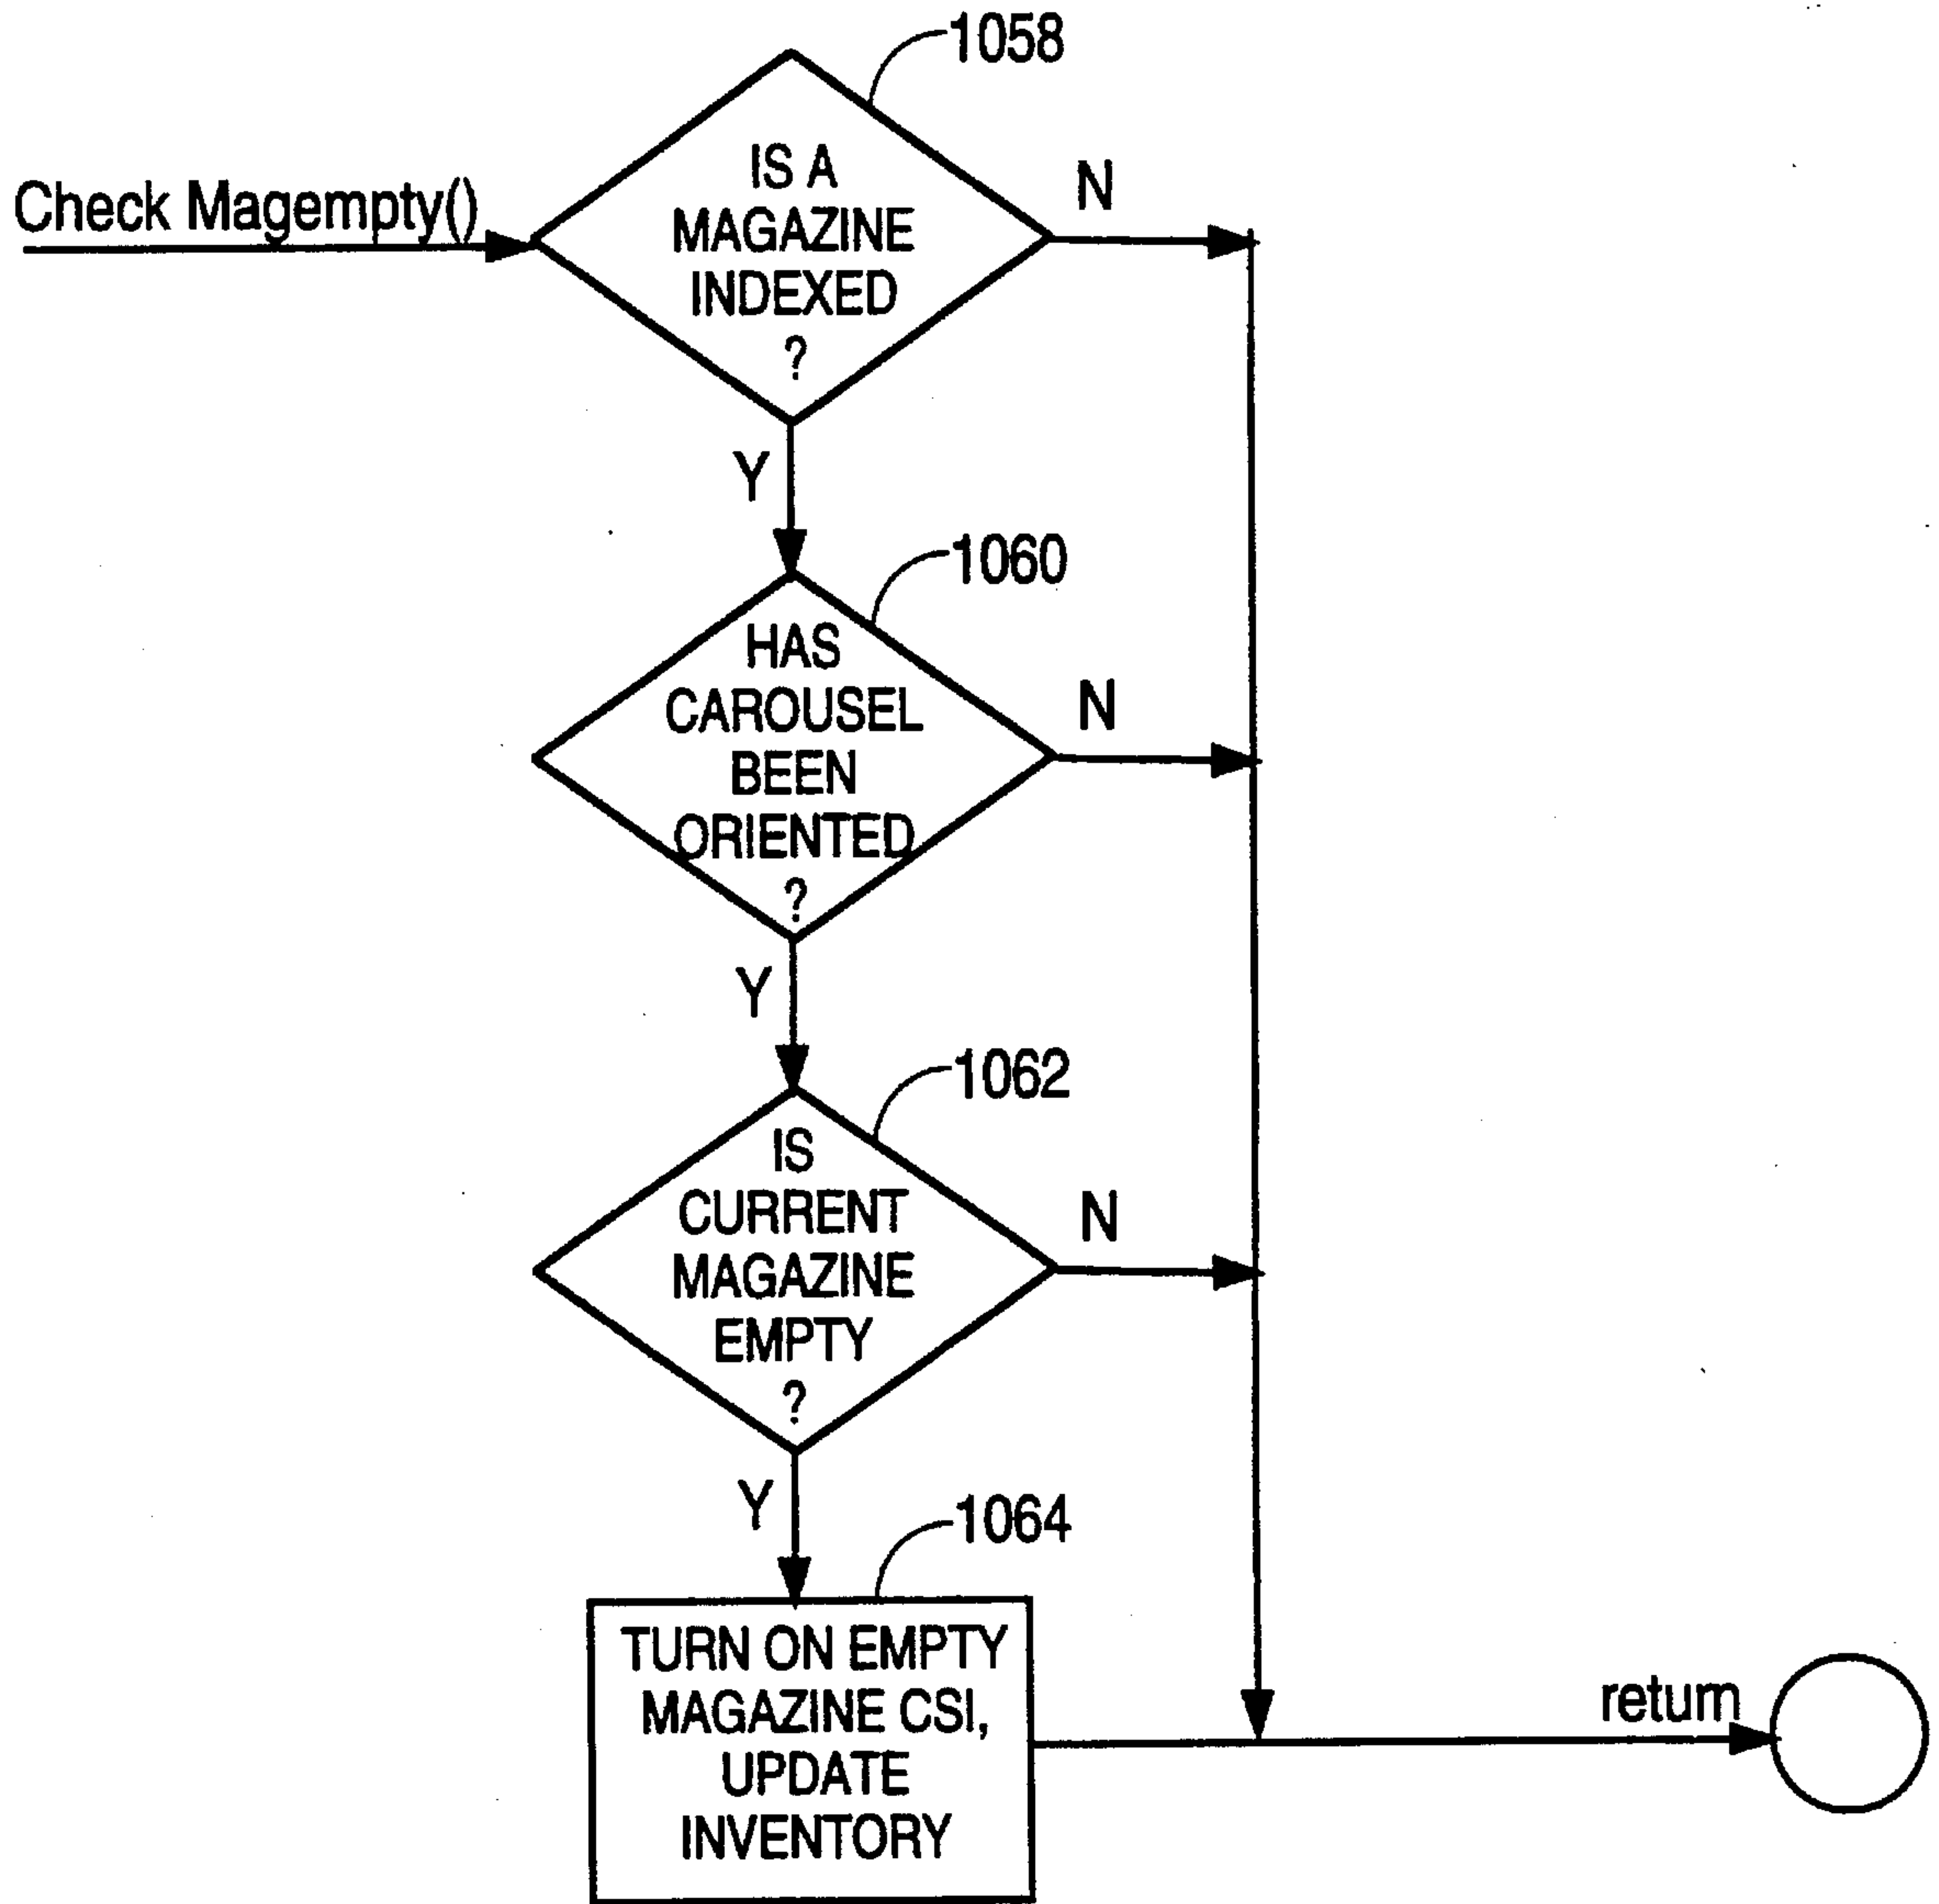 1058
IS A
MAGAZINE
INDEXED
?
N
Check Magempty()
Y
1060
HAS
CAROUSEL
BEEN
ORIENTED
?
N
Y
1062
IS
CURRENT
MAGAZINE
EMPTY
?
N
Y
1064
TURN ON EMPTY
MAGAZINE CSI,
UPDATE
INVENTORY
return